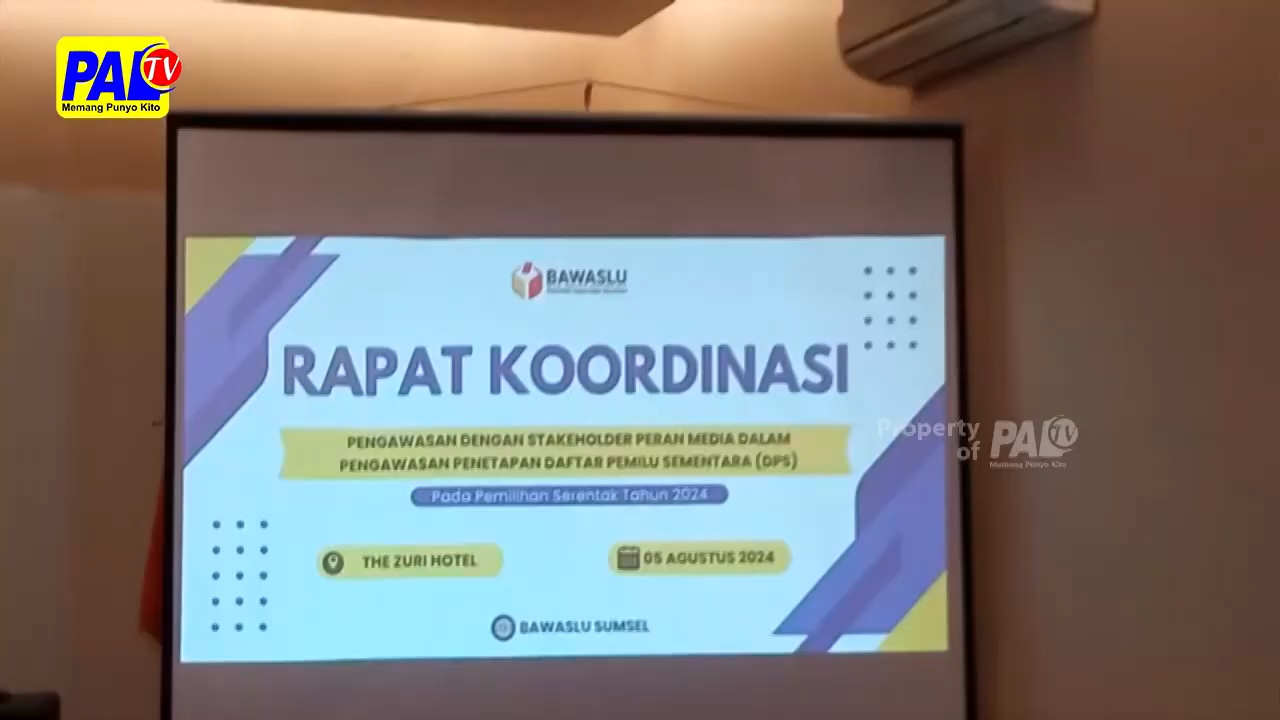 PAL TV
Memang Punyo Kito
BAWASLU
RAPAT KOORDINASI
PENGAWASAN DENGAN STAKEHOLDER PERAN MEDIA DALAM
PENGAWASAN PENETAPAN DAFTAR PEMILU SEMENTARA (DPS)
Pada Pemilihan Serentak Tahun 2024
THE ZURI HOTEL
05 AGUSTUS 2024
BAWASLU SUMSEL
Property
of PAL TV
Memang Punyo Kito